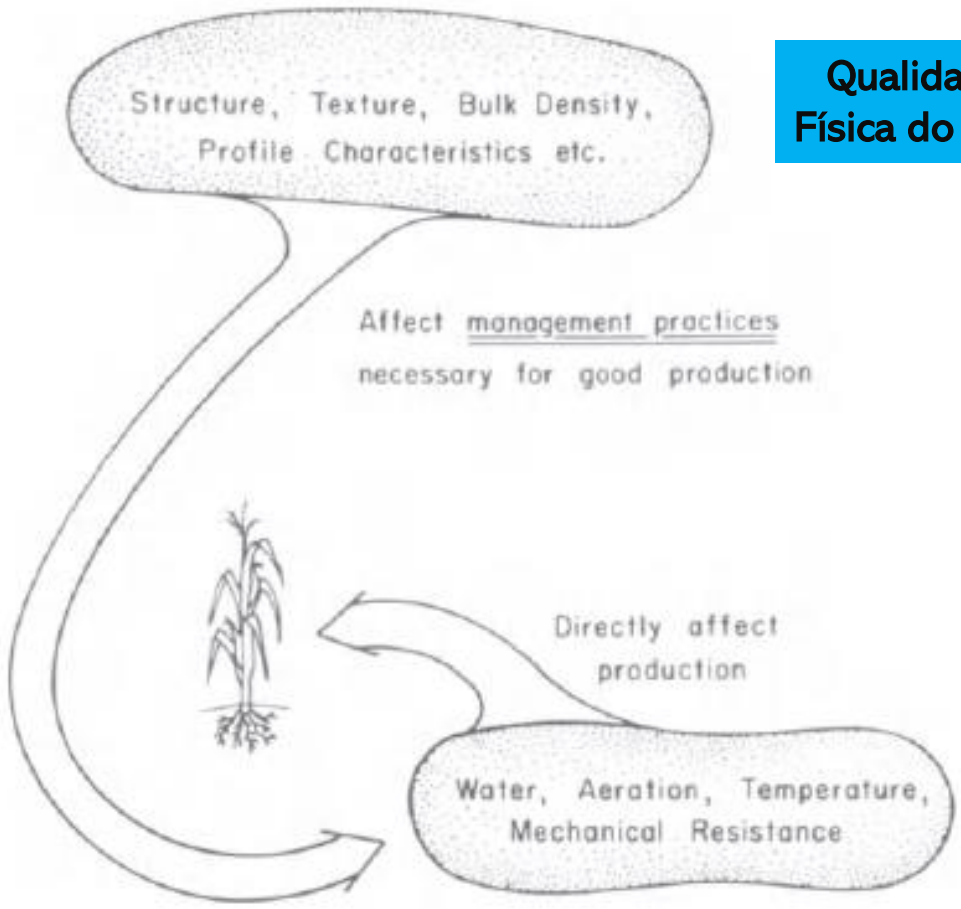 Structure, Texture, Bulk Density,
Profile Characteristics etc.
Física do
Affect management practices
necessary for good production
Directly affect
production
Water, Aeration, Temperature,
Mechanical Resistance